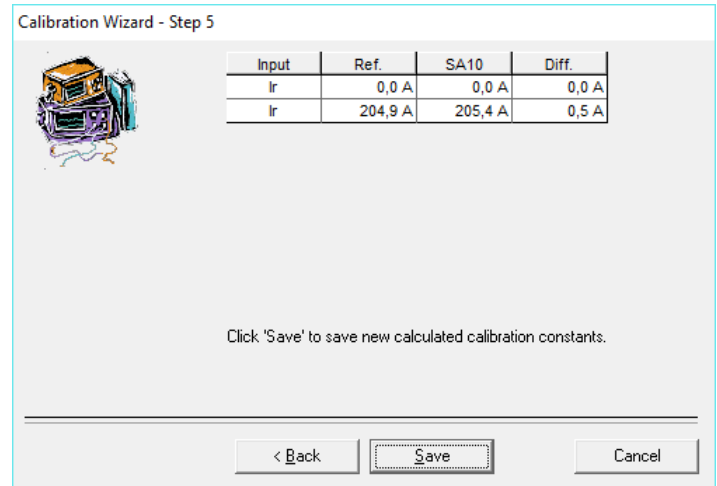 Calibration Wizard - Step 5
Input Ref. SA10 Diff.
Ir 0,0 A 0,0 A 0,0 A
Ir 204,9 A 205,4 A 0,5 A
Click 'Save' to save new calculated calibration constants.
< Back Save Cancel